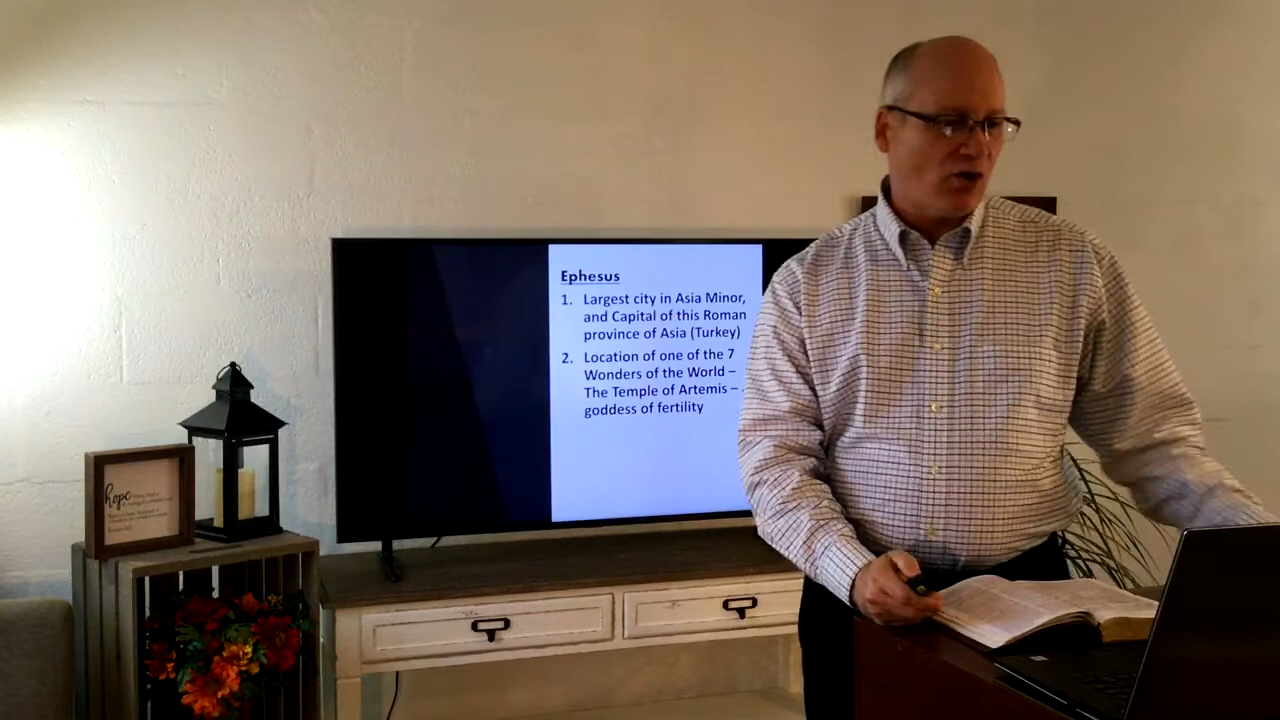 hope
Ephesus
1. Largest city in Asia Minor,
and Capital of this Roman
province of Asia (Turkey)
2. Location of one of the 7
Wonders of the World –
The Temple of Artemis –
goddess of fertility